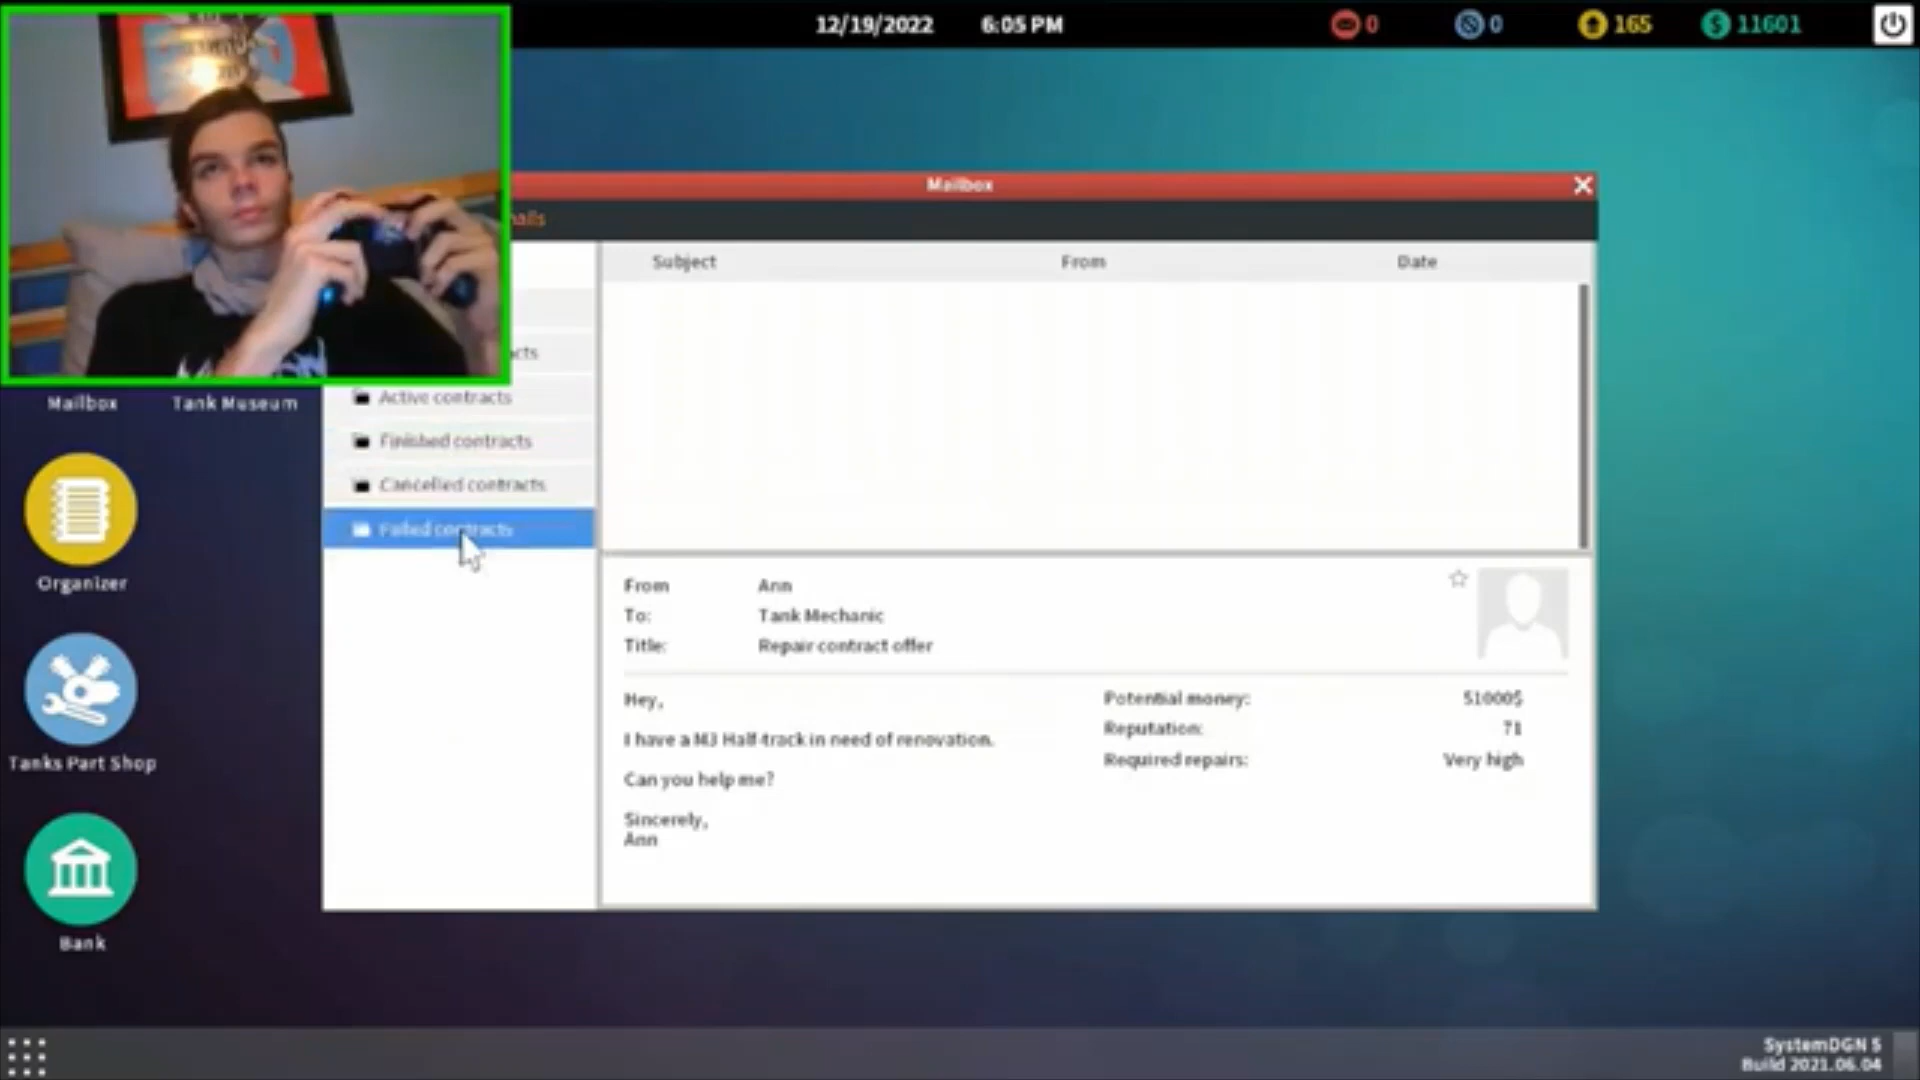 12/19/2022 6:05 PM 0 0 165 11601
Mailbox
Subject From Date
Active contracts
Finished contracts
Cancelled contracts
Failed contracts
Mailbox Tank Museum
Organizer
Tanks Part Shop
Bank
From Ann
To: Tank Mechanic
Title: Repair contract offer
Hey,
I have a M3 Half-track in need of renovation.
Can you help me?
Sincerely,
Ann
Potential money: 51000$
Reputation: 71
Required repairs: Very high
SystemDGN 5
Build 2021.06.04